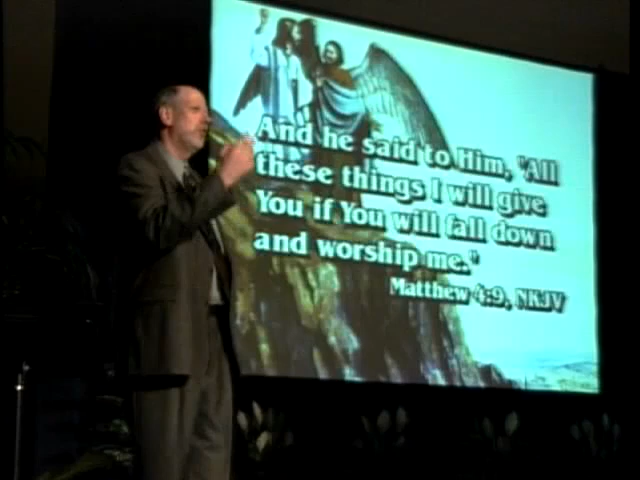 And he said to Him, "All
these things I will give
You if You will fall down
and worship me."
Matthew 4:9, NKJV